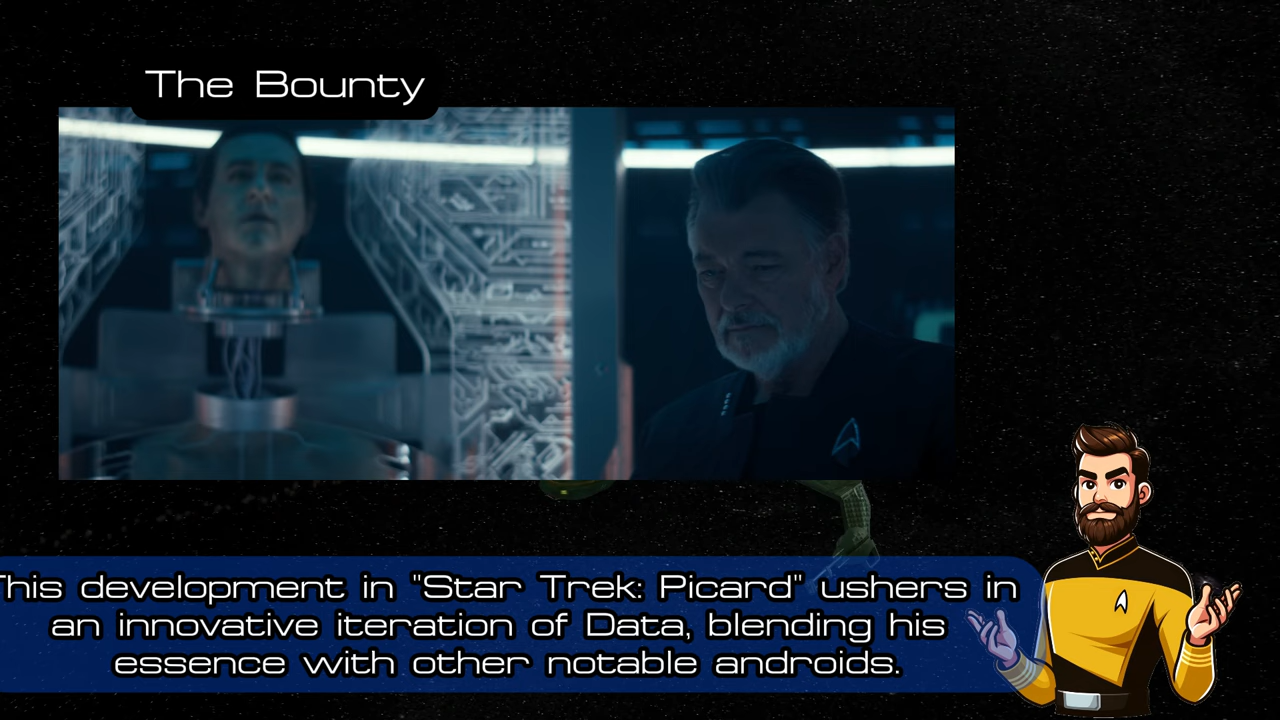 The Bounty
This development in "Star Trek: Picard" ushers in
an innovative iteration of Data, blending his
essence with other notable androids.